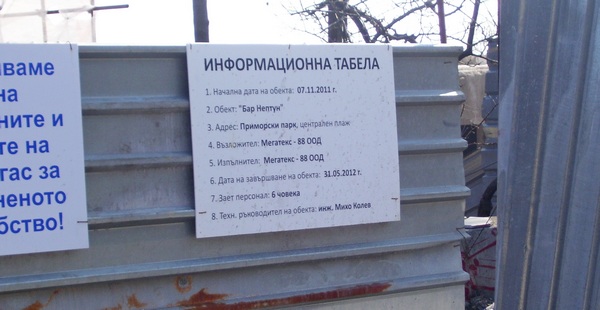 ваме
на
ните и
те на
гас за
неното
бство!
ИНФОРМАЦИОННА ТАБЕЛА
1. Начална дата на обекта: 07.11.2011 г.
2. Обект: "Бар Нептун"
3. Адрес: Приморски парк, централен плаж
4. Възложител: Мегатекс - 88 ООД
5. Изпълнител: Мегатекс - 88 ООД
6. Дата на завършване на обекта: 31.05.2012 г.
7. Зает персонал: 6 човека
8. Техн. ръководител на обекта: инж. Михо Колев